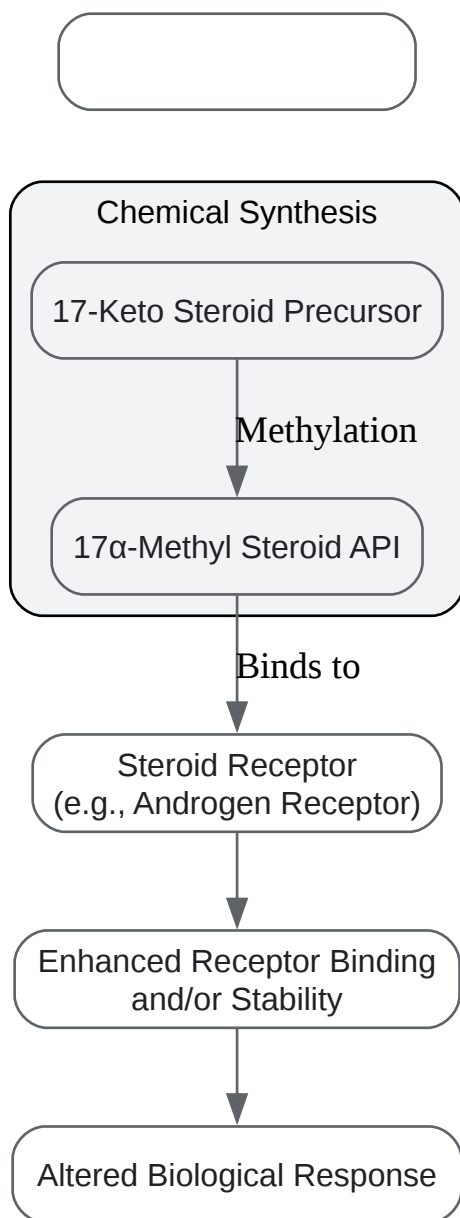 Chemical Synthesis
17-Keto Steroid Precursor
Methylation
17α-Methyl Steroid API
Binds to
Steroid Receptor
(e.g., Androgen Receptor)
Enhanced Receptor Binding
and/or Stability
Altered Biological Response